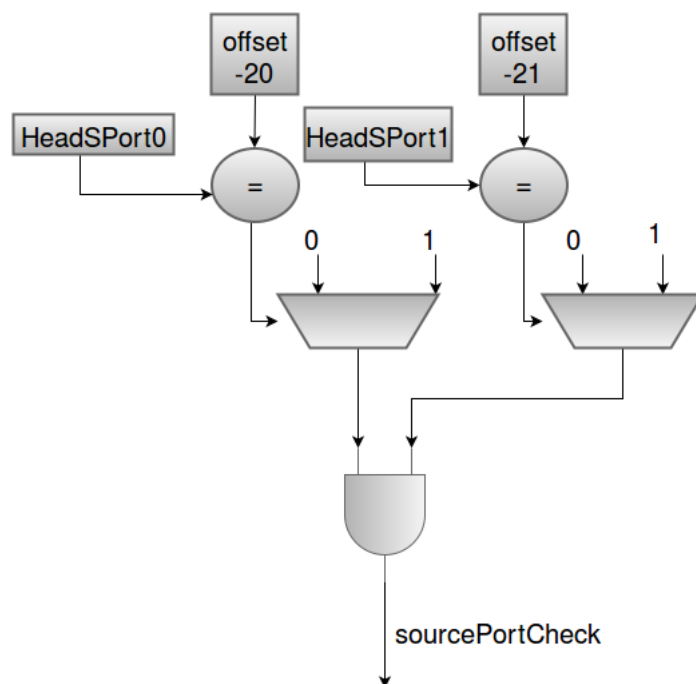 offset
-20
offset
-21
HeadSPort0
HeadSPort1
=
=
0
1
0
1
sourcePortCheck